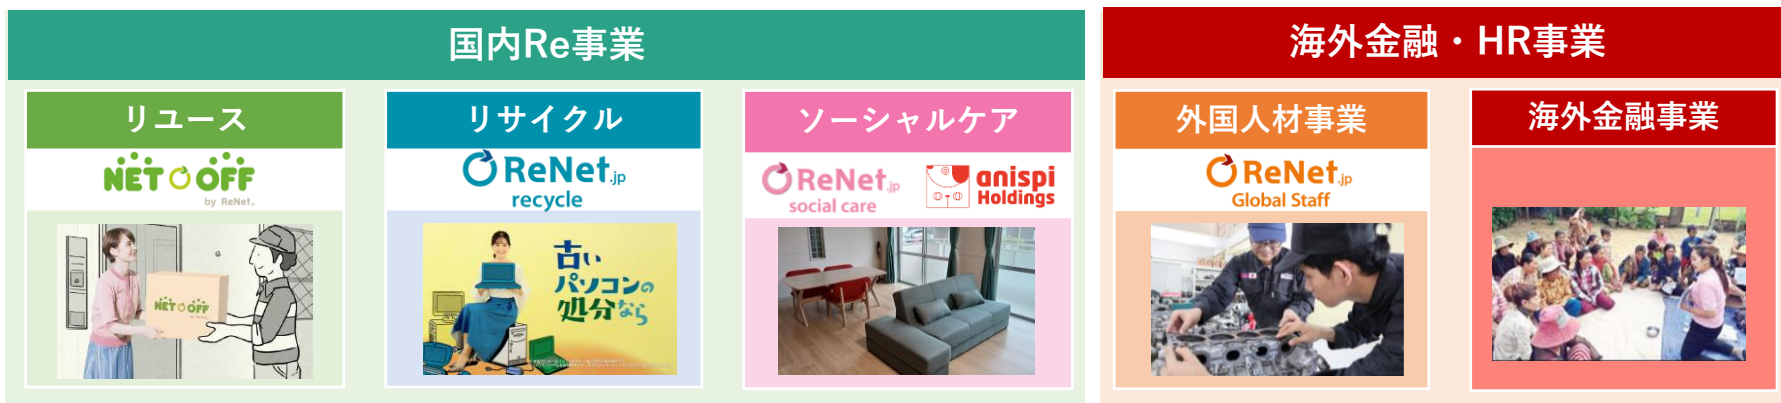 国内Re事業
リユース
NET OFF
by ReNet.
NET OFF
リサイクル
ReNet.jp
recycle
古い
パソコンの
処分なら
ソーシャルケア
ReNet.jp
social care
anispi
Holdings
海外金融・HR事業
外国人材事業
ReNet.jp
Global Staff
海外金融事業